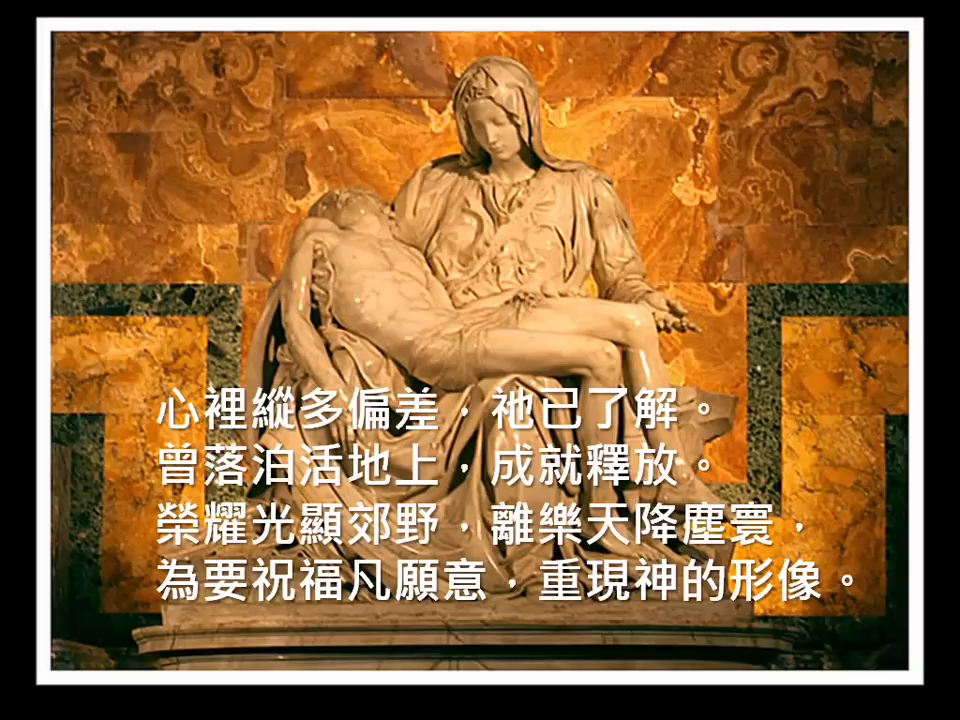 心裡縱多偏差，祂已了解。
曾落泊活地上，成就釋放。
榮耀光顯郊野，離樂天降塵寰，
為要祝福凡願意，重現神的形像。